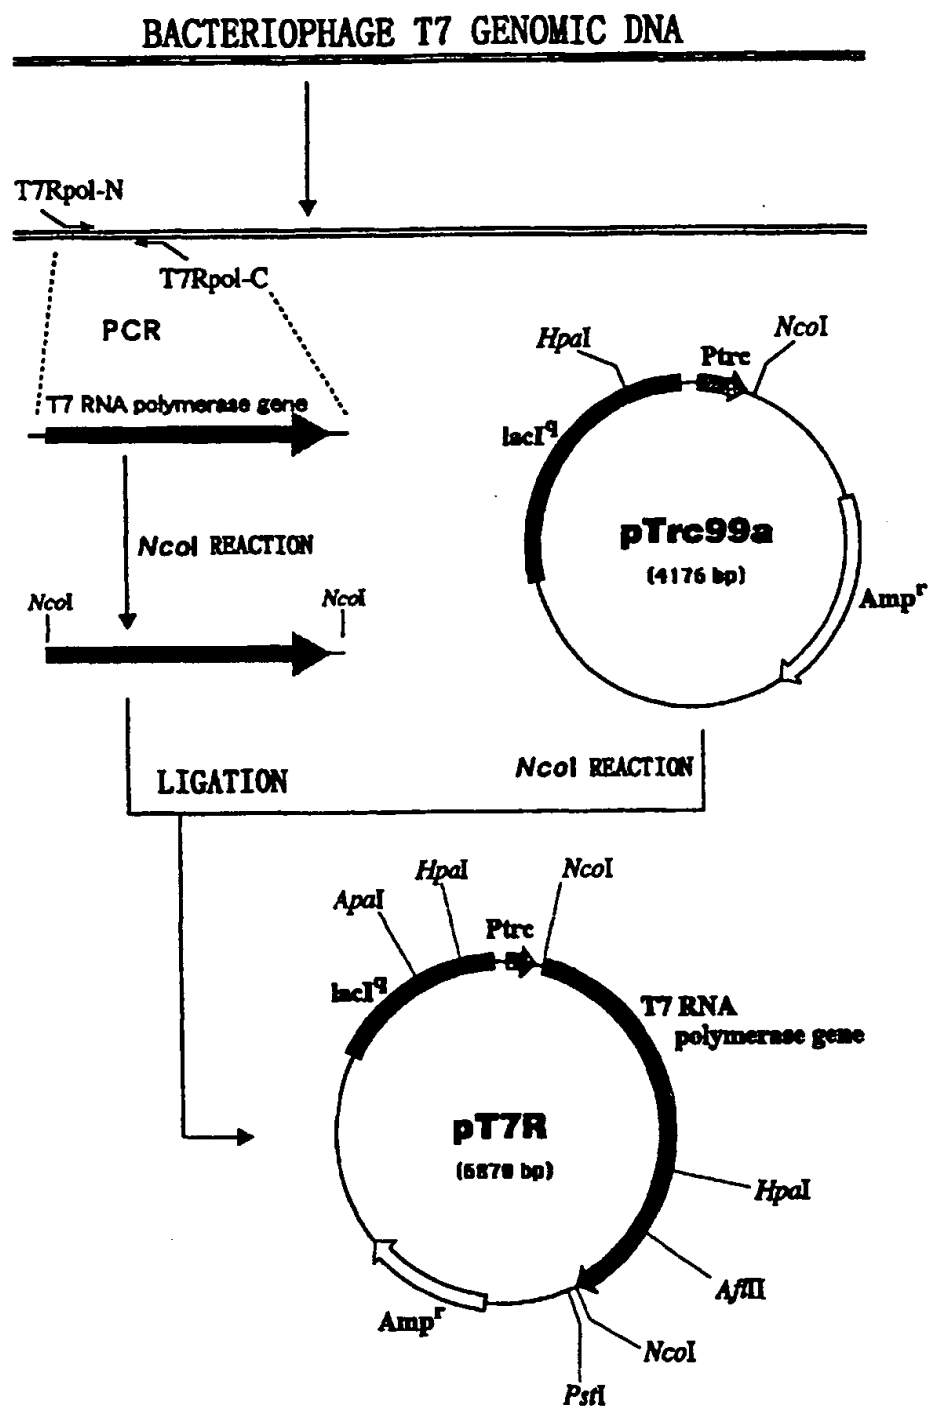 BACTERIOPHAGE T7 GENOMIC DNA
T7Rpol-N
T7Rpol-C
PCR
T7 RNA polymerase gene
NcoI REACTION
NcoI
NcoI
HpaI
Ptrc
NcoI
lacIq
pTrc99a
(4176 bp)
Ampr
LIGATION
NcoI REACTION
ApaI
HpaI
Ptrc
NcoI
lacIq
T7 RNA
polymerase gene
pT7R
bp)
HpaI
AflII
NcoI
PstI
Ampr